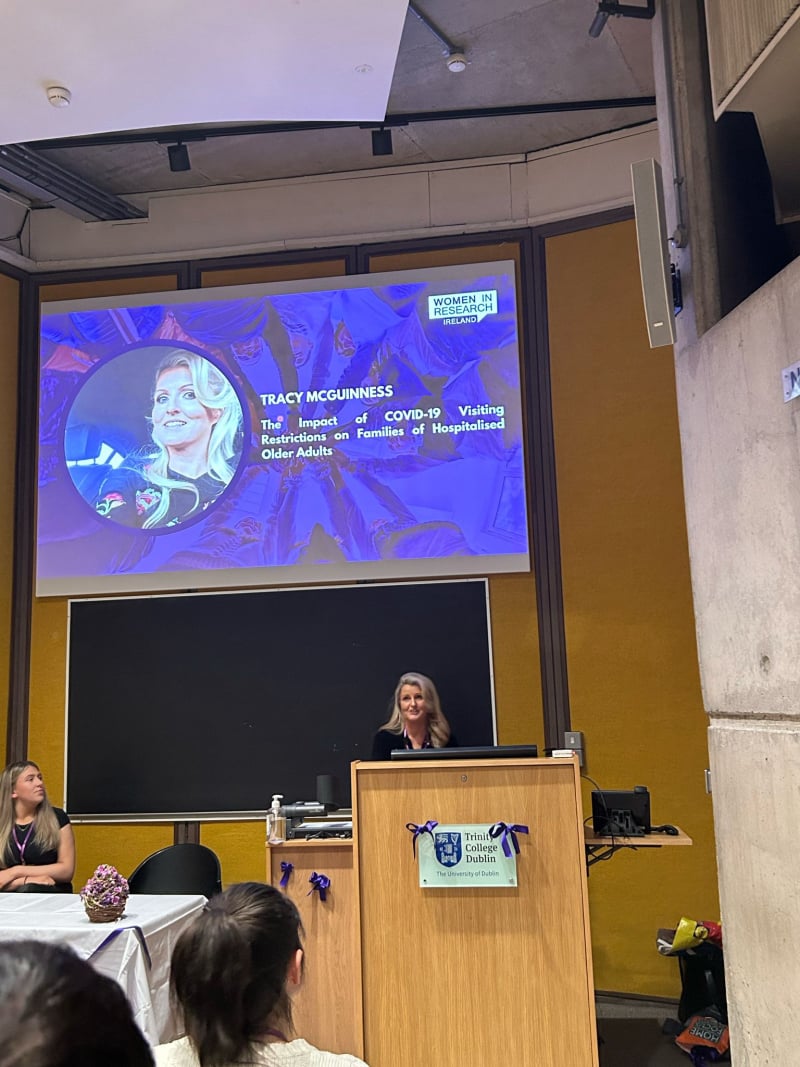 WOMEN IN
RESEARCH
IRELAND
TRACY MCGUINNESS
The Impact of COVID-19 Visiting
Restrictions on Families of Hospitalised
Older Adults
Trinity
College
Dublin
The University of Dublin
HOME